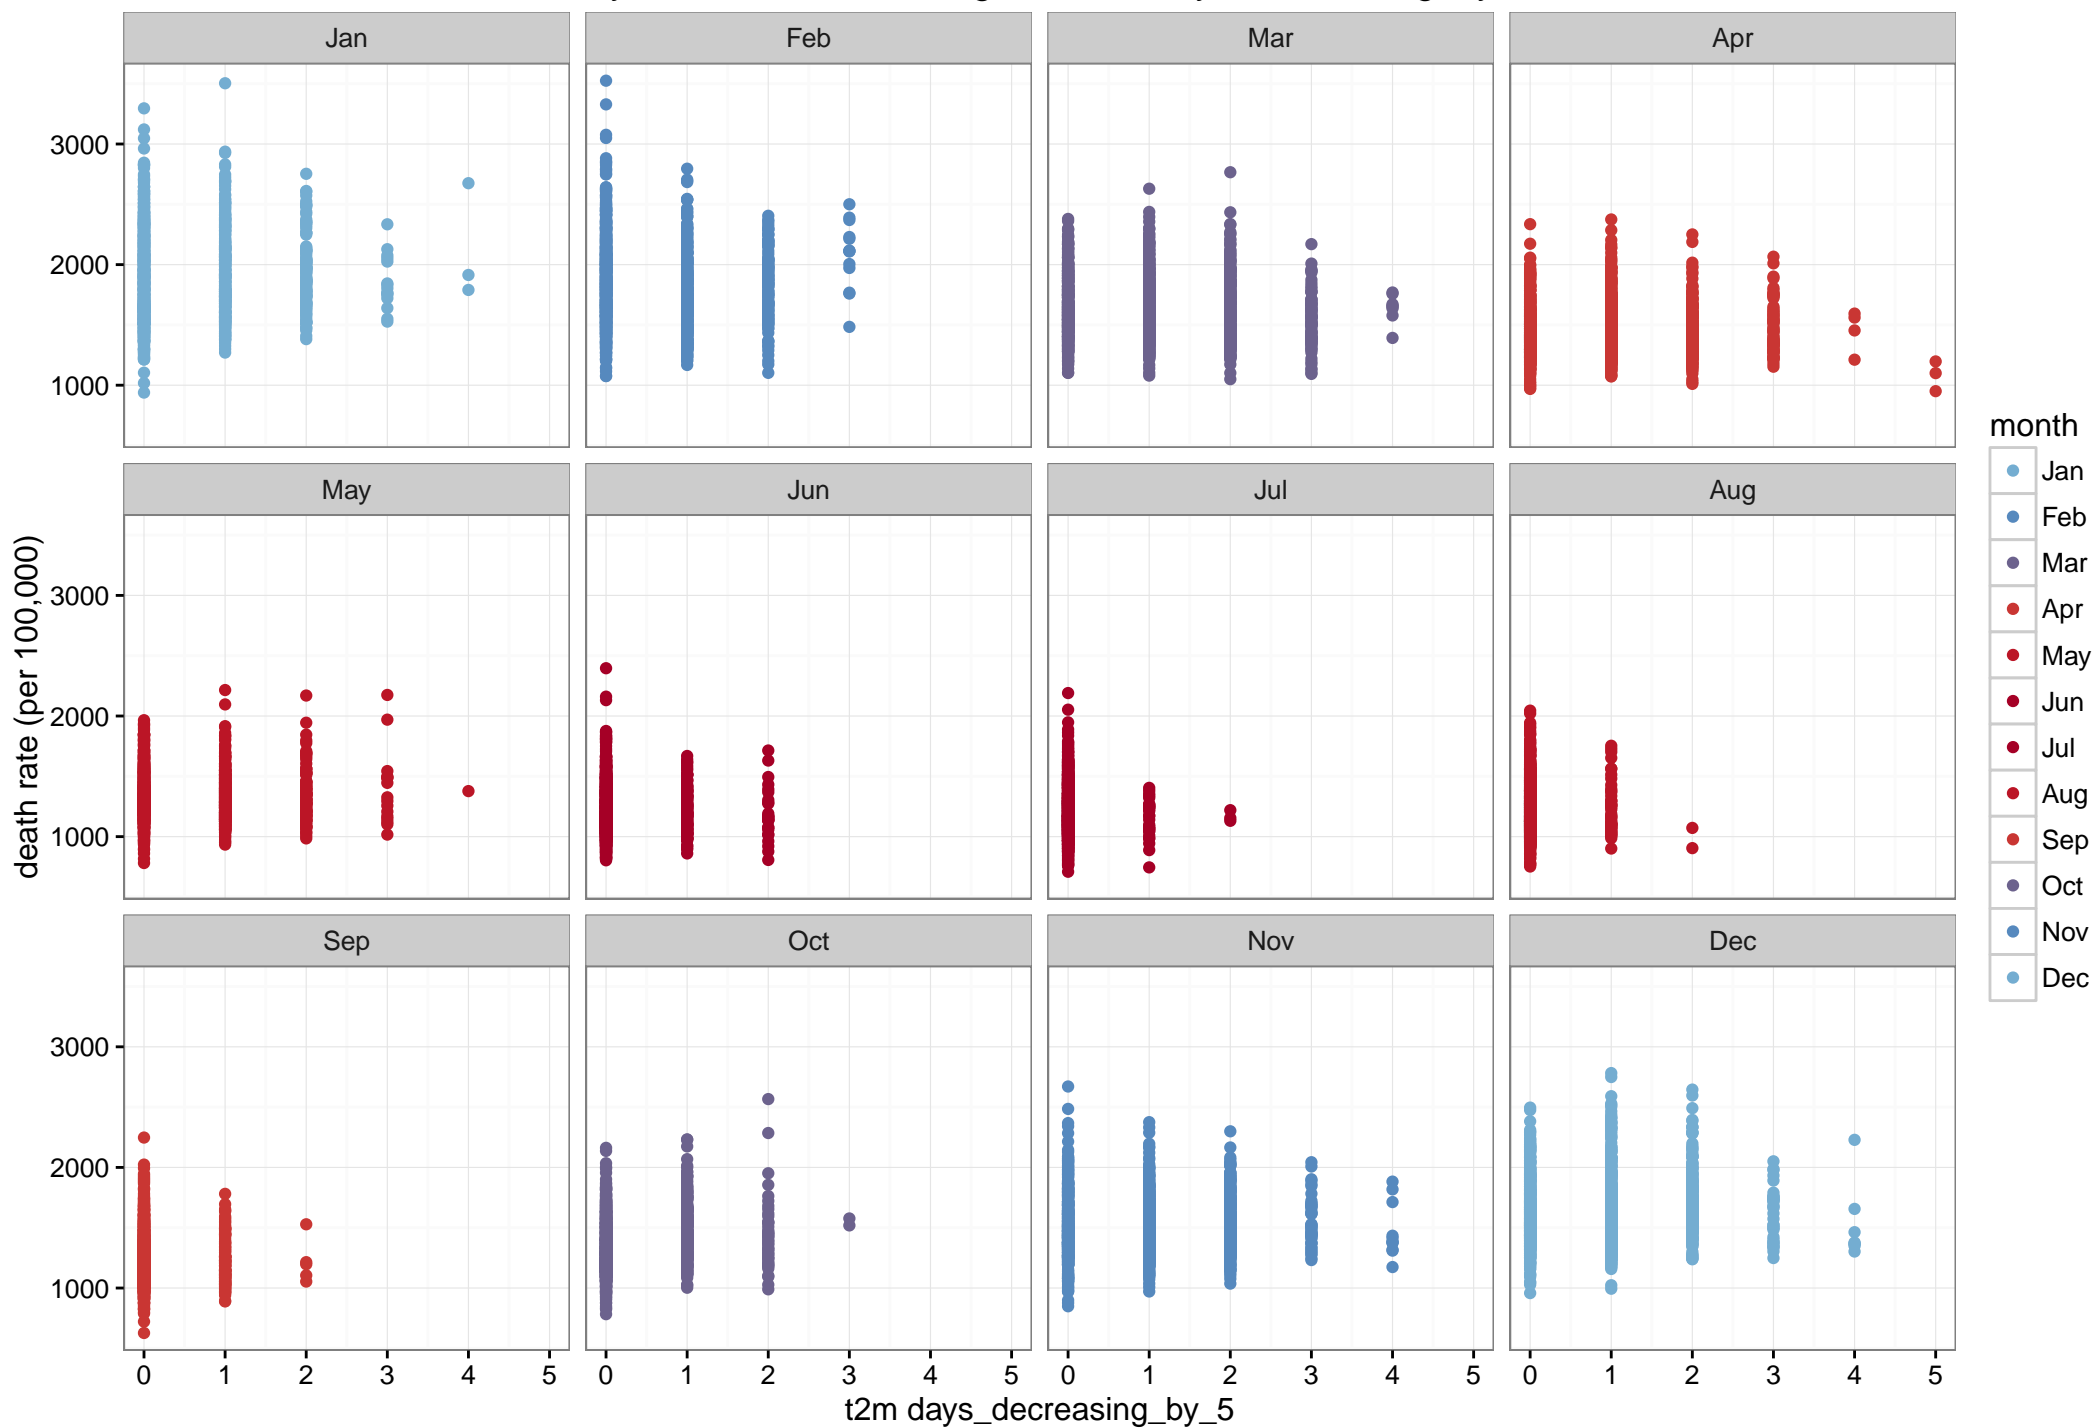 Jan Feb Mar Apr
3000
2000
1000
May Jun Jul Aug
3000
2000
1000
Sep Oct Nov Dec
3000
2000
1000
0 1 2 3 4 5 0 1 2 3 4 5 0 1 2 3 4 5 0 1 2 3 4 5
t2m days_decreasing_by_5
death rate (per 100,000)
month
Jan
Feb
Mar
Apr
May
Jun
Jul
Aug
Sep
Oct
Nov
Dec